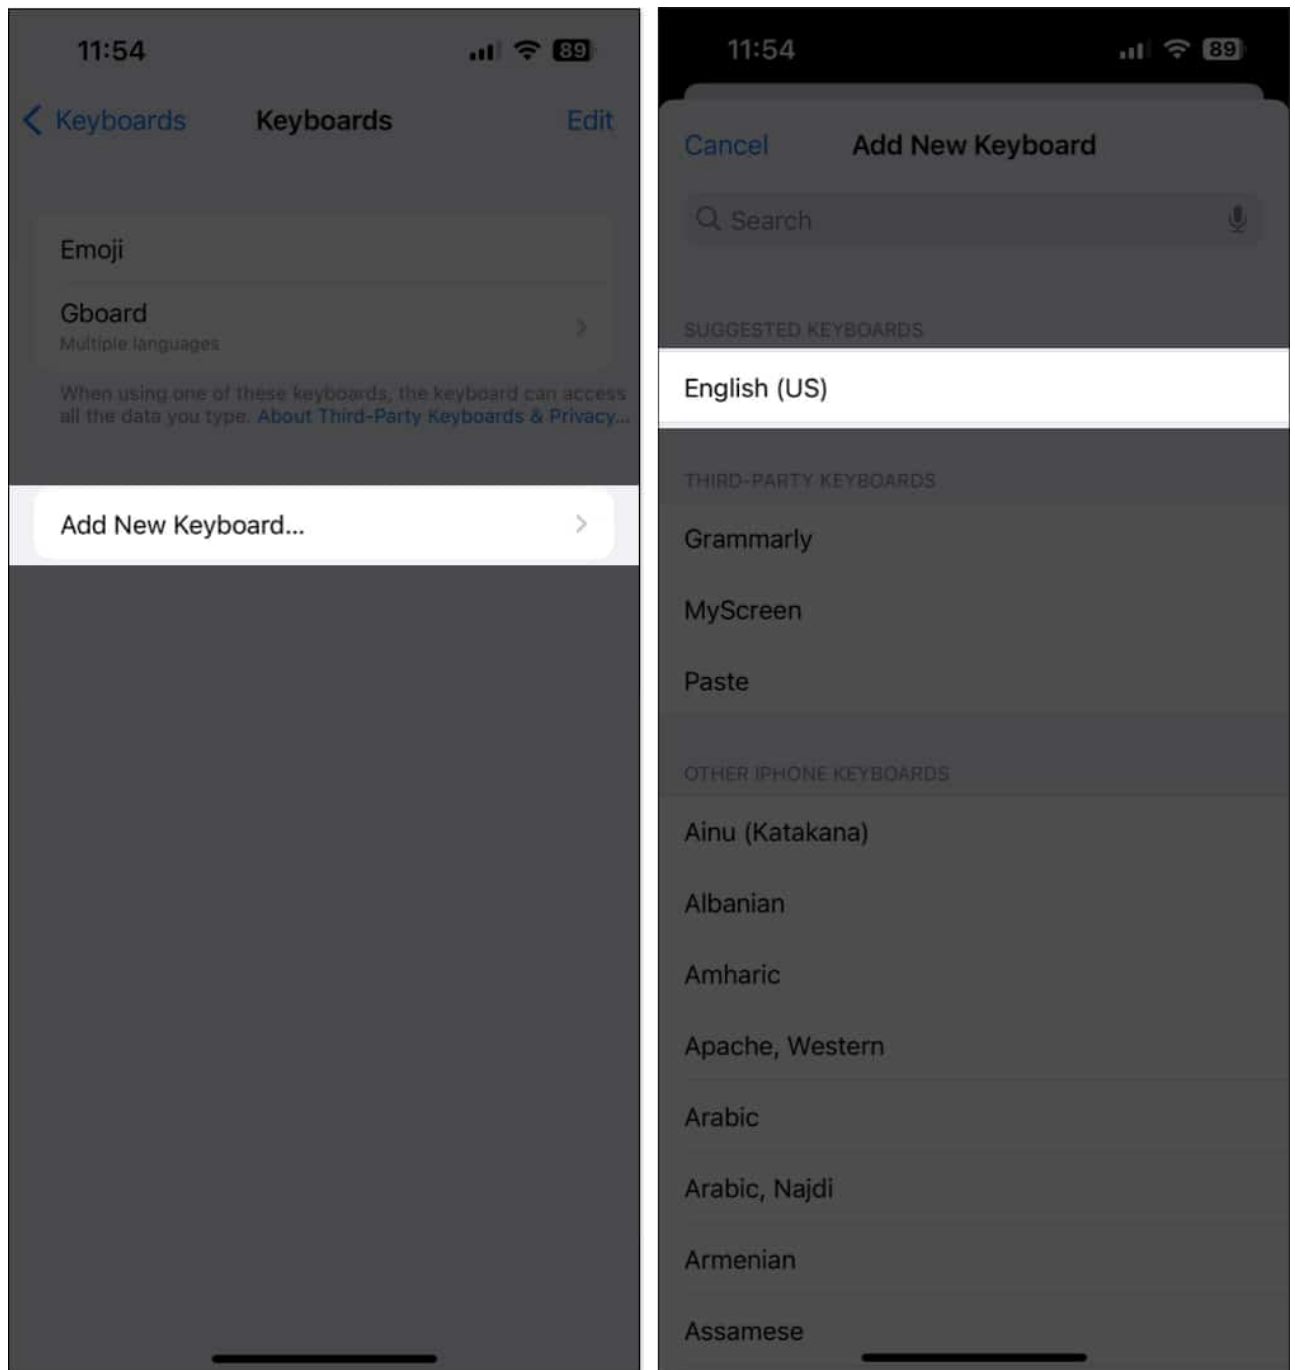 11:54
89
Keyboards
Keyboards
Edit
Emoji
Gboard
Multiple languages
When using one of these keyboards, the keyboard can access
all the data you type. About Third-Party Keyboards & Privacy...
Add New Keyboard...
11:54
89
Cancel
Add New Keyboard
Search
SUGGESTED KEYBOARDS
English (US)
THIRD-PARTY KEYBOARDS
Grammarly
MyScreen
Paste
OTHER IPHONE KEYBOARDS
Ainu (Katakana)
Albanian
Amharic
Apache, Western
Arabic
Arabic, Najdi
Armenian
Assamese